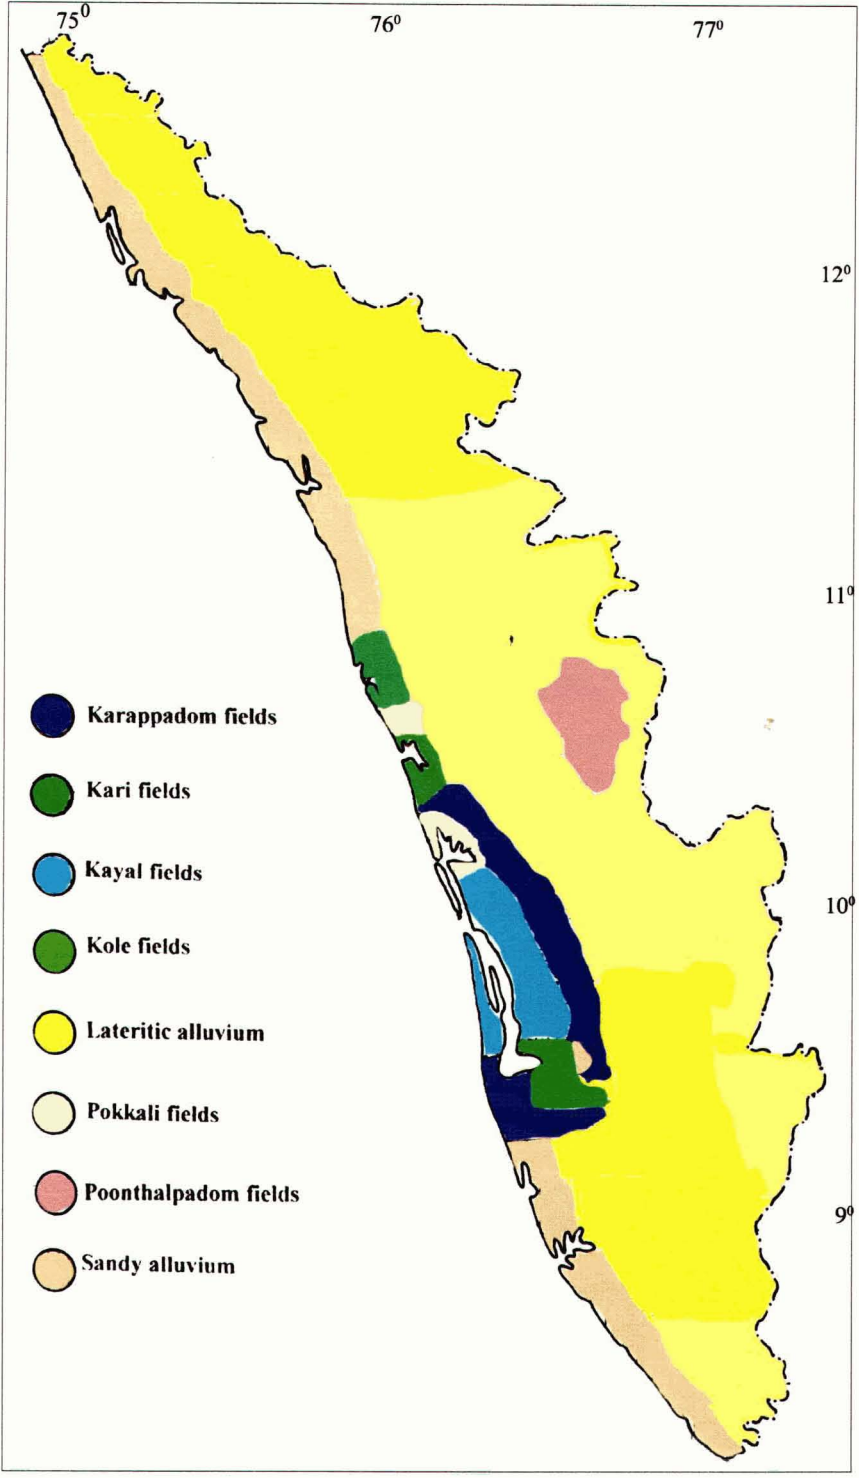 75⁰ 76⁰ 77⁰
12⁰
11⁰
Karappadom fields
Kari fields
Kayal fields
10⁰
Kole fields
Lateritic alluvium
Pokkali fields
Poonthalpadom fields
9⁰
Sandy alluvium